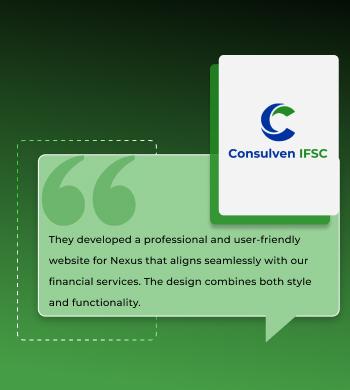 Consulven IFSC
They developed a professional and user-friendly
website for Nexus that aligns seamlessly with our
financial services. The design combines both style
and functionality.